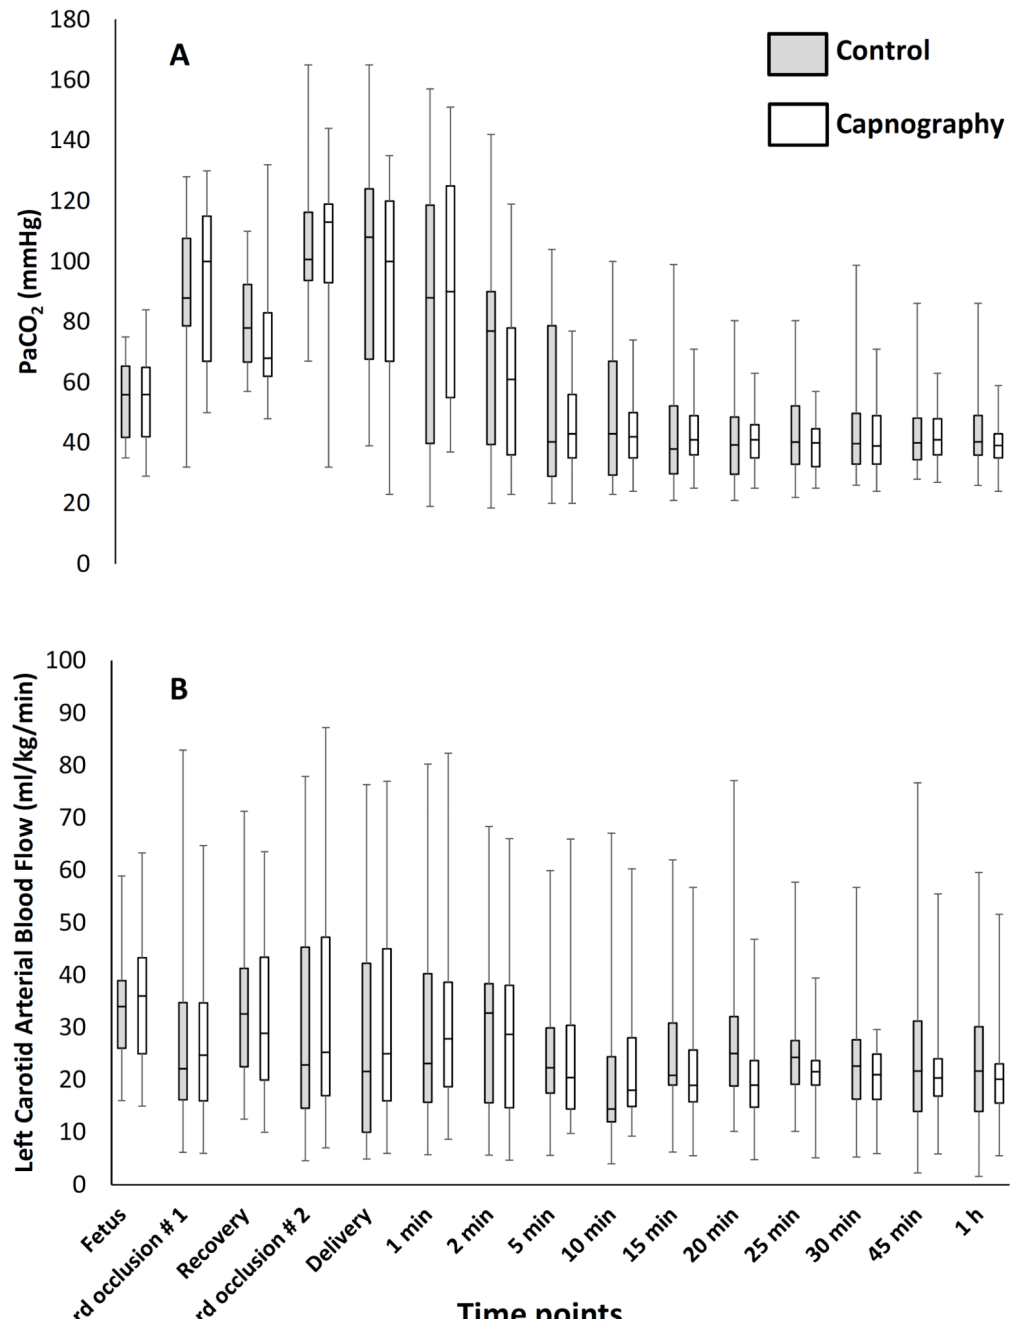 180
A
Control
160
140
Capnography
120
100
80
60
40
20
0
PaCO2 (mmHg)
100
B
90
80
70
60
50
40
30
20
10
0
Left Carotid Arterial Blood Flow (ml/kg/min)
Fetus
rd occlusion # 1
Recovery
rd occlusion # 2
Delivery
1 min
2 min
5 min
10 min
15 min
20 min
25 min
30 min
45 min
1 h
Time points